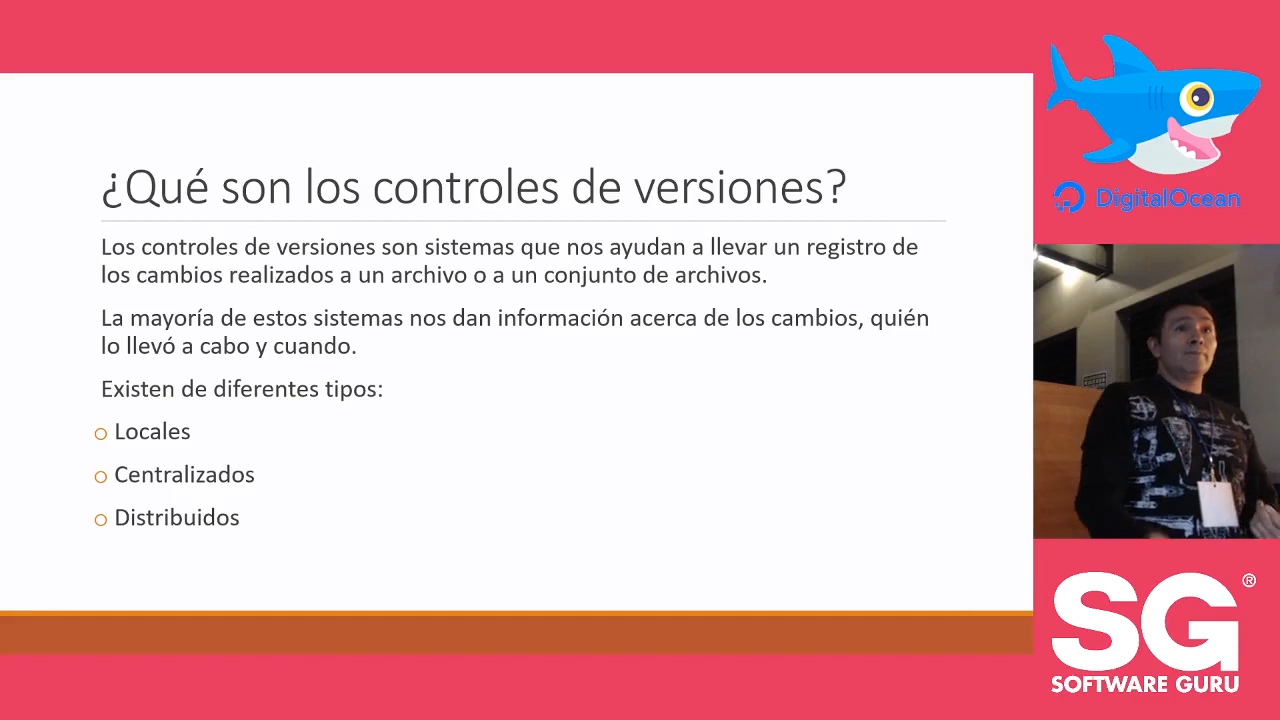 ¿Qué son los controles de versiones?
Los controles de versiones son sistemas que nos ayudan a llevar un registro de
los cambios realizados a un archivo o a un conjunto de archivos.
La mayoría de estos sistemas nos dan información acerca de los cambios, quién
lo llevó a cabo y cuando.
Existen de diferentes tipos:
o Locales
o Centralizados
o Distribuidos
DigitalOcean
SG®
SOFTWARE GURU